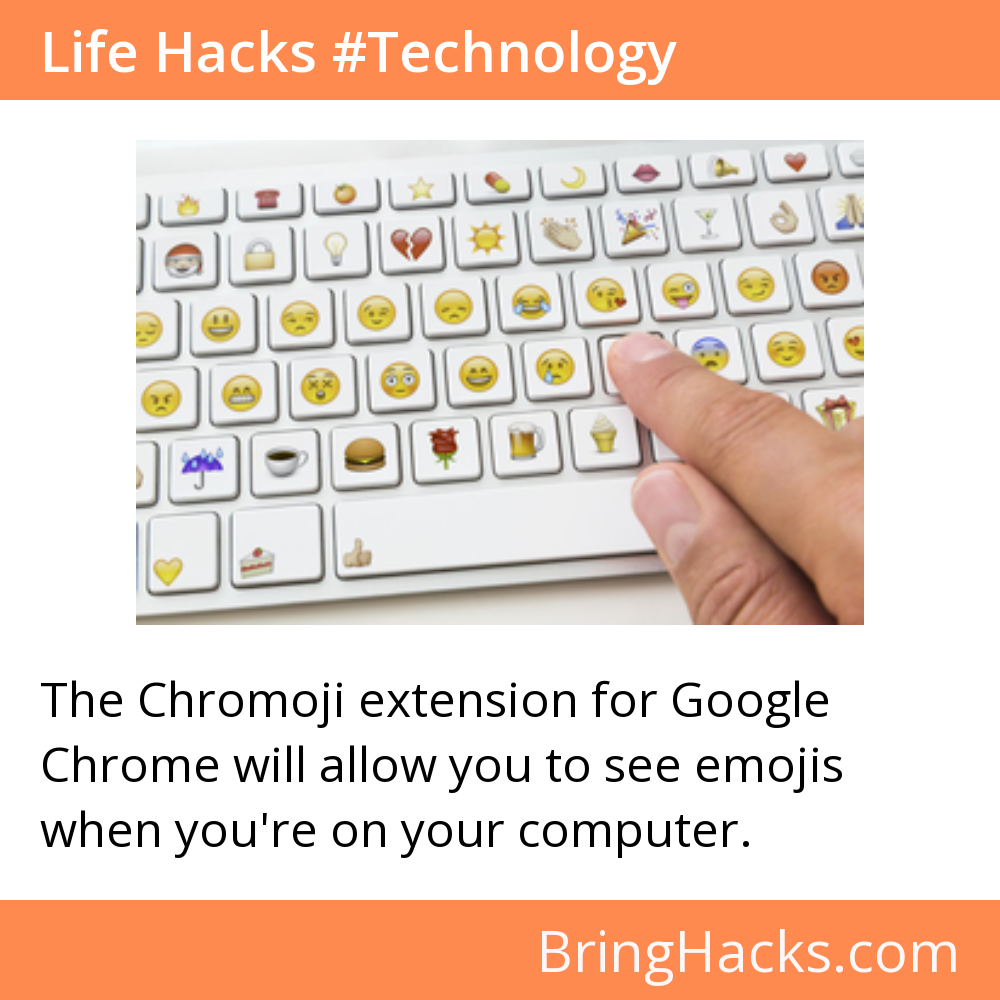 Life Hacks #Technology
The Chromoji extension for Google
Chrome will allow you to see emojis
when you're on your computer.
BringHacks.com